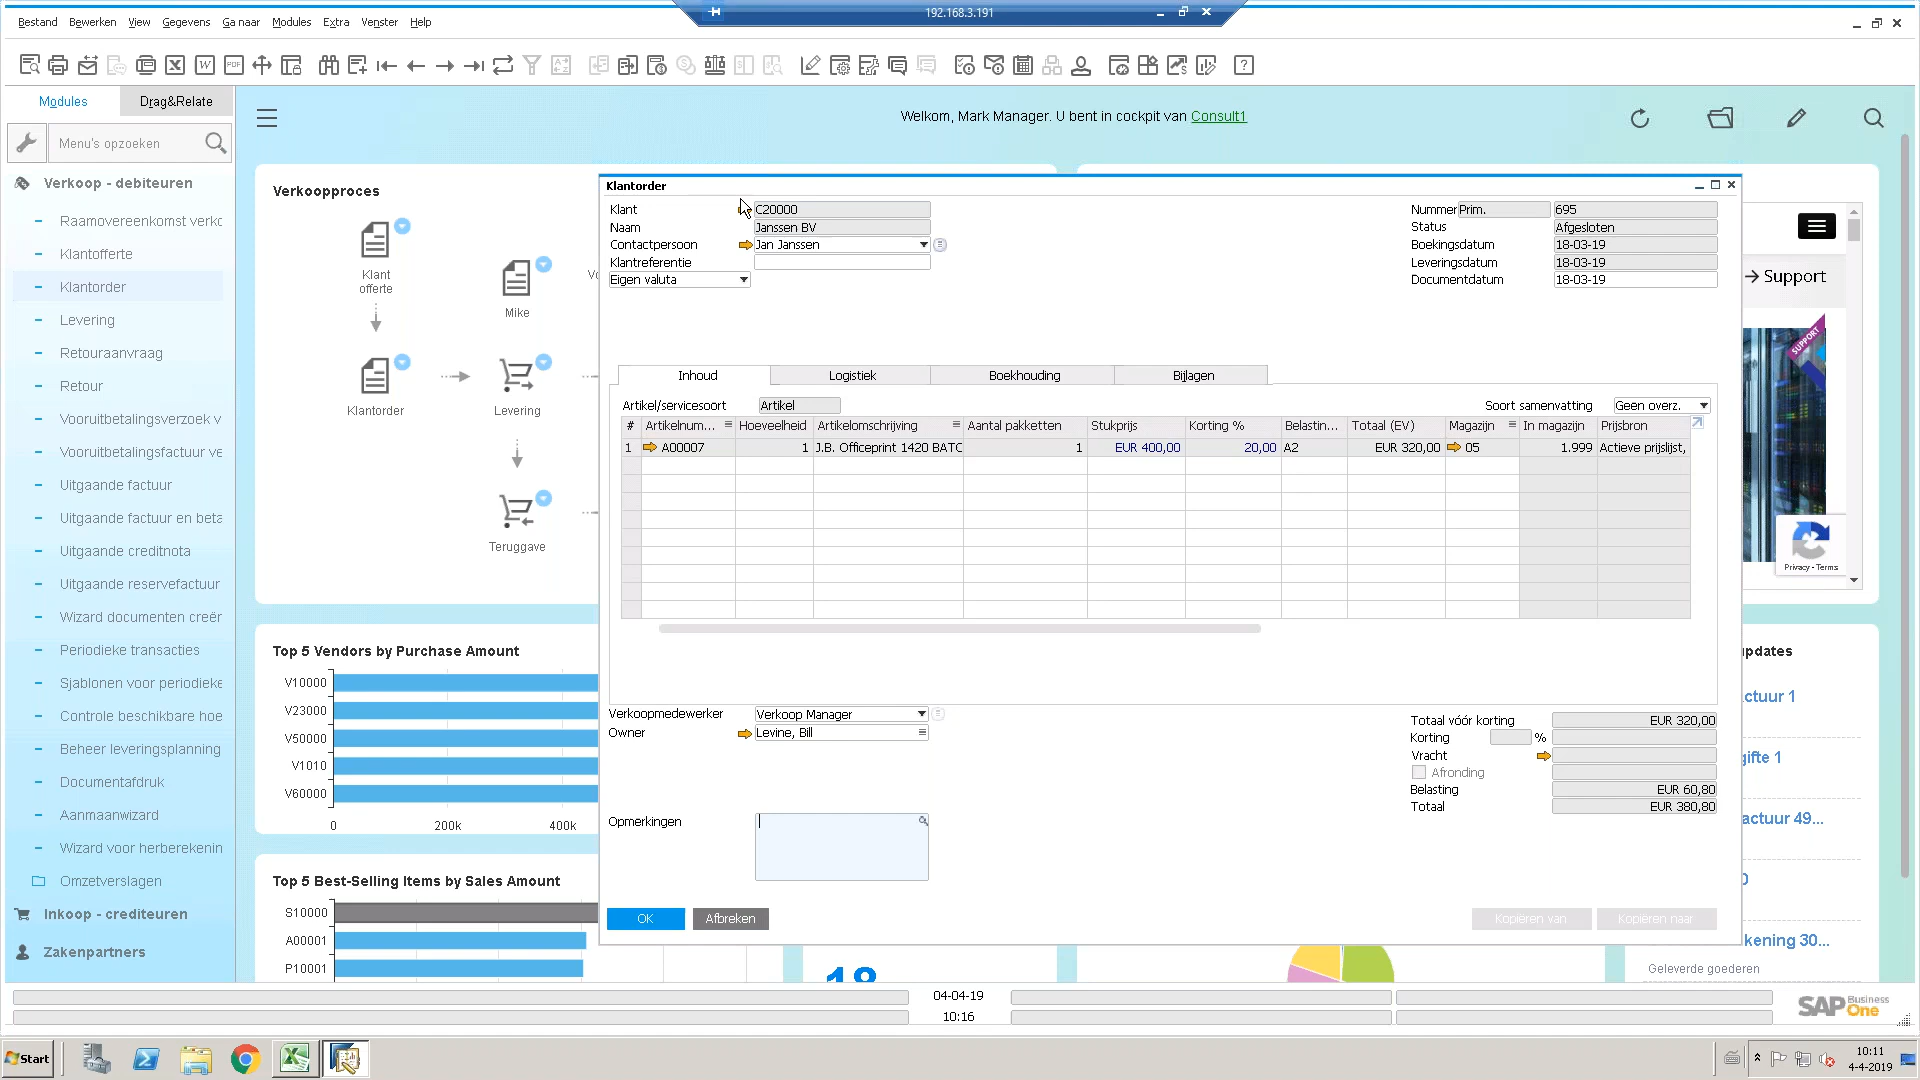 192.168.3.191
Bestand Bewerken View Gegevens Ga naar Modules Extra Venster Help
Modules Drag&Relate
Menu's opzoeken
Verkoop - debiteuren
Raamovereenkomst verko
Klantofferte
Klantorder
Levering
Retouraanvraag
Retour
Vooruitbetalingsverzoek v
Vooruitbetalingsfactuur ve
Uitgaande factuur
Uitgaande factuur en beta
Uitgaande creditnota
Uitgaande reservefactuur
Wizard documenten creër
Periodieke transacties
Sjablonen voor periodieke
Controle beschikbare hoe
Beheer leveringsplanning
Documentafdruk
Aanmaanwizard
Wizard voor herberekenin
Omzetverslagen
Inkoop - crediteuren
Zakenpartners
Welkom, Mark Manager. U bent in cockpit van Consult1
Verkoopproces
Klant
offerte
Mike
Vo
Klantorder
Levering
Teruggave
Top 5 Vendors by Purchase Amount
V10000
V23000
V50000
V1010
V60000
0 200k 400k
Top 5 Best-Selling Items by Sales Amount
S10000
A00001
P10001
18
Klantorder
Klant C20000
Naam Janssen BV
Contactpersoon Jan Janssen
Klantreferentie
Eigen valuta
Nummer Prim. 695
Status Afgesloten
Boekingsdatum 18-03-19
Leveringsdatum 18-03-19
Documentdatum 18-03-19
Inhoud Logistiek Boekhouding Bijlagen
Artikel/servicesoort Artikel Soort samenvatting Geen overz.
# Artikelnum... Hoeveelheid Artikelomschrijving Aantal pakketten Stukprijs Korting % Belastin... Totaal (EV) Magazijn In magazijn Prijsbron
1 A00007 1 J.B. Officeprint 1420 BATC 1 EUR 400,00 20,00 A2 EUR 320,00 05 1.999 Actieve prijslijst,
Verkoopmedewerker Verkoop Manager
Owner Levine, Bill
Opmerkingen
Totaal vóór korting EUR 320,00
Korting %
Vracht
Afronding
Belasting EUR 60,80
Totaal EUR 380,80
OK Afbreken Kopiëren van Kopiëren naar
Support
SUPPORT
Privacy - Terms
updates
actuur 1
gifte 1
actuur 49...
0
kening 30...
Geleverde goederen
04-04-19
10:16
SAP Business One
Start
10:11
4-4-2019